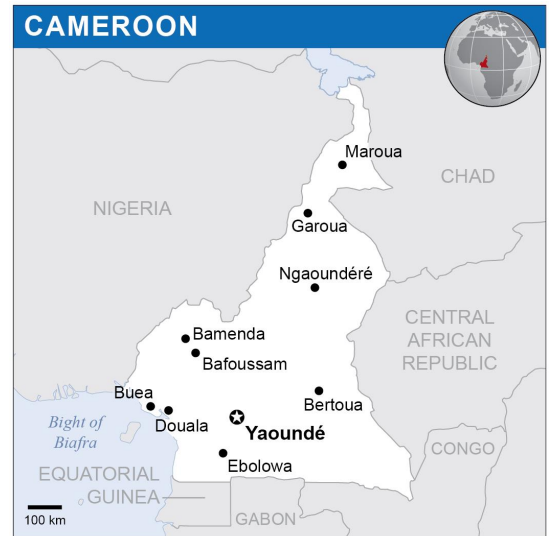 CAMEROON
Maroua
CHAD
NIGERIA
Garoua
Ngaoundéré
CENTRAL
AFRICAN
REPUBLIC
Bamenda
Bafoussam
Buea
Bertoua
Douala
Bight of
Biafra
Yaoundé
CONGO
Ebolowa
EQUATORIAL
GUINEA
100 km
GABON